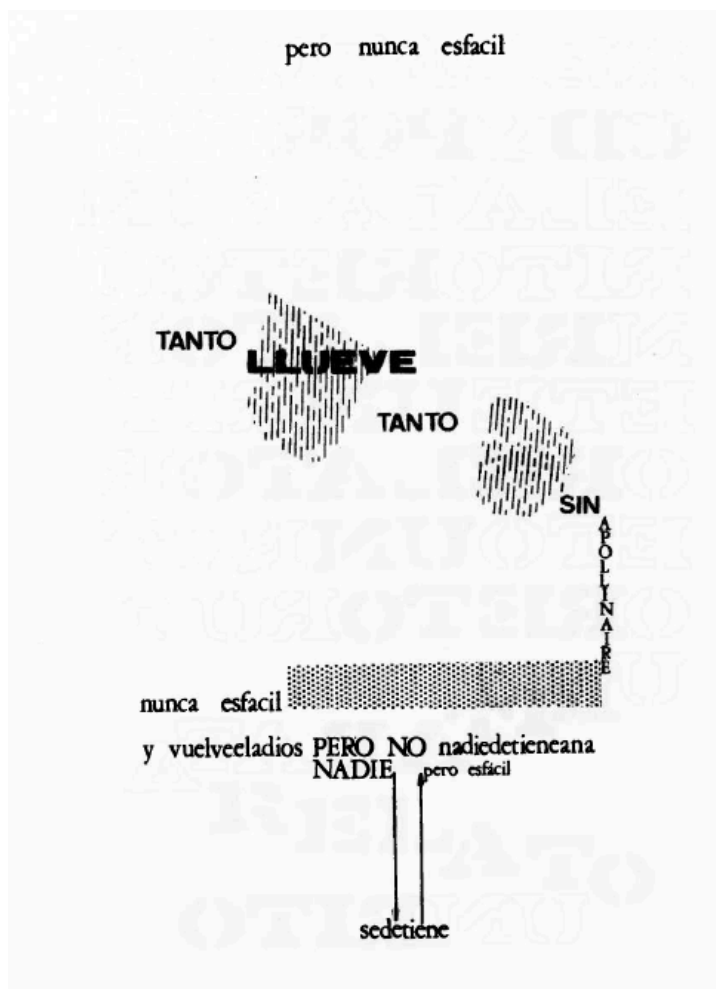 pero nunca esfacil
TANTO
LLUEVE
TANTO
SIN
APOLLINAIRE
nunca esfacil
y vuelveeladios PERO NO nadiedetieneana
NADIE pero esfácil
sedetiene